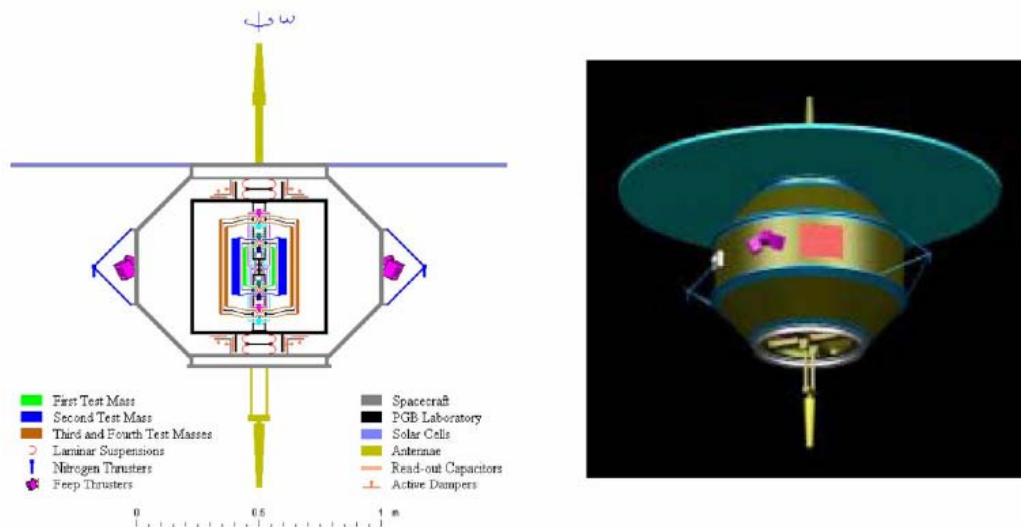 ω
First Test Mass
Second Test Mass
Third and Fourth Test Masses
Laminar Suspensions
Nitrogen Thrusters
Feep Thrusters
Spacecraft
PGB Laboratory
Solar Cells
Antennae
Read-out Capacitors
Active Dampers
0 0.5 1 m